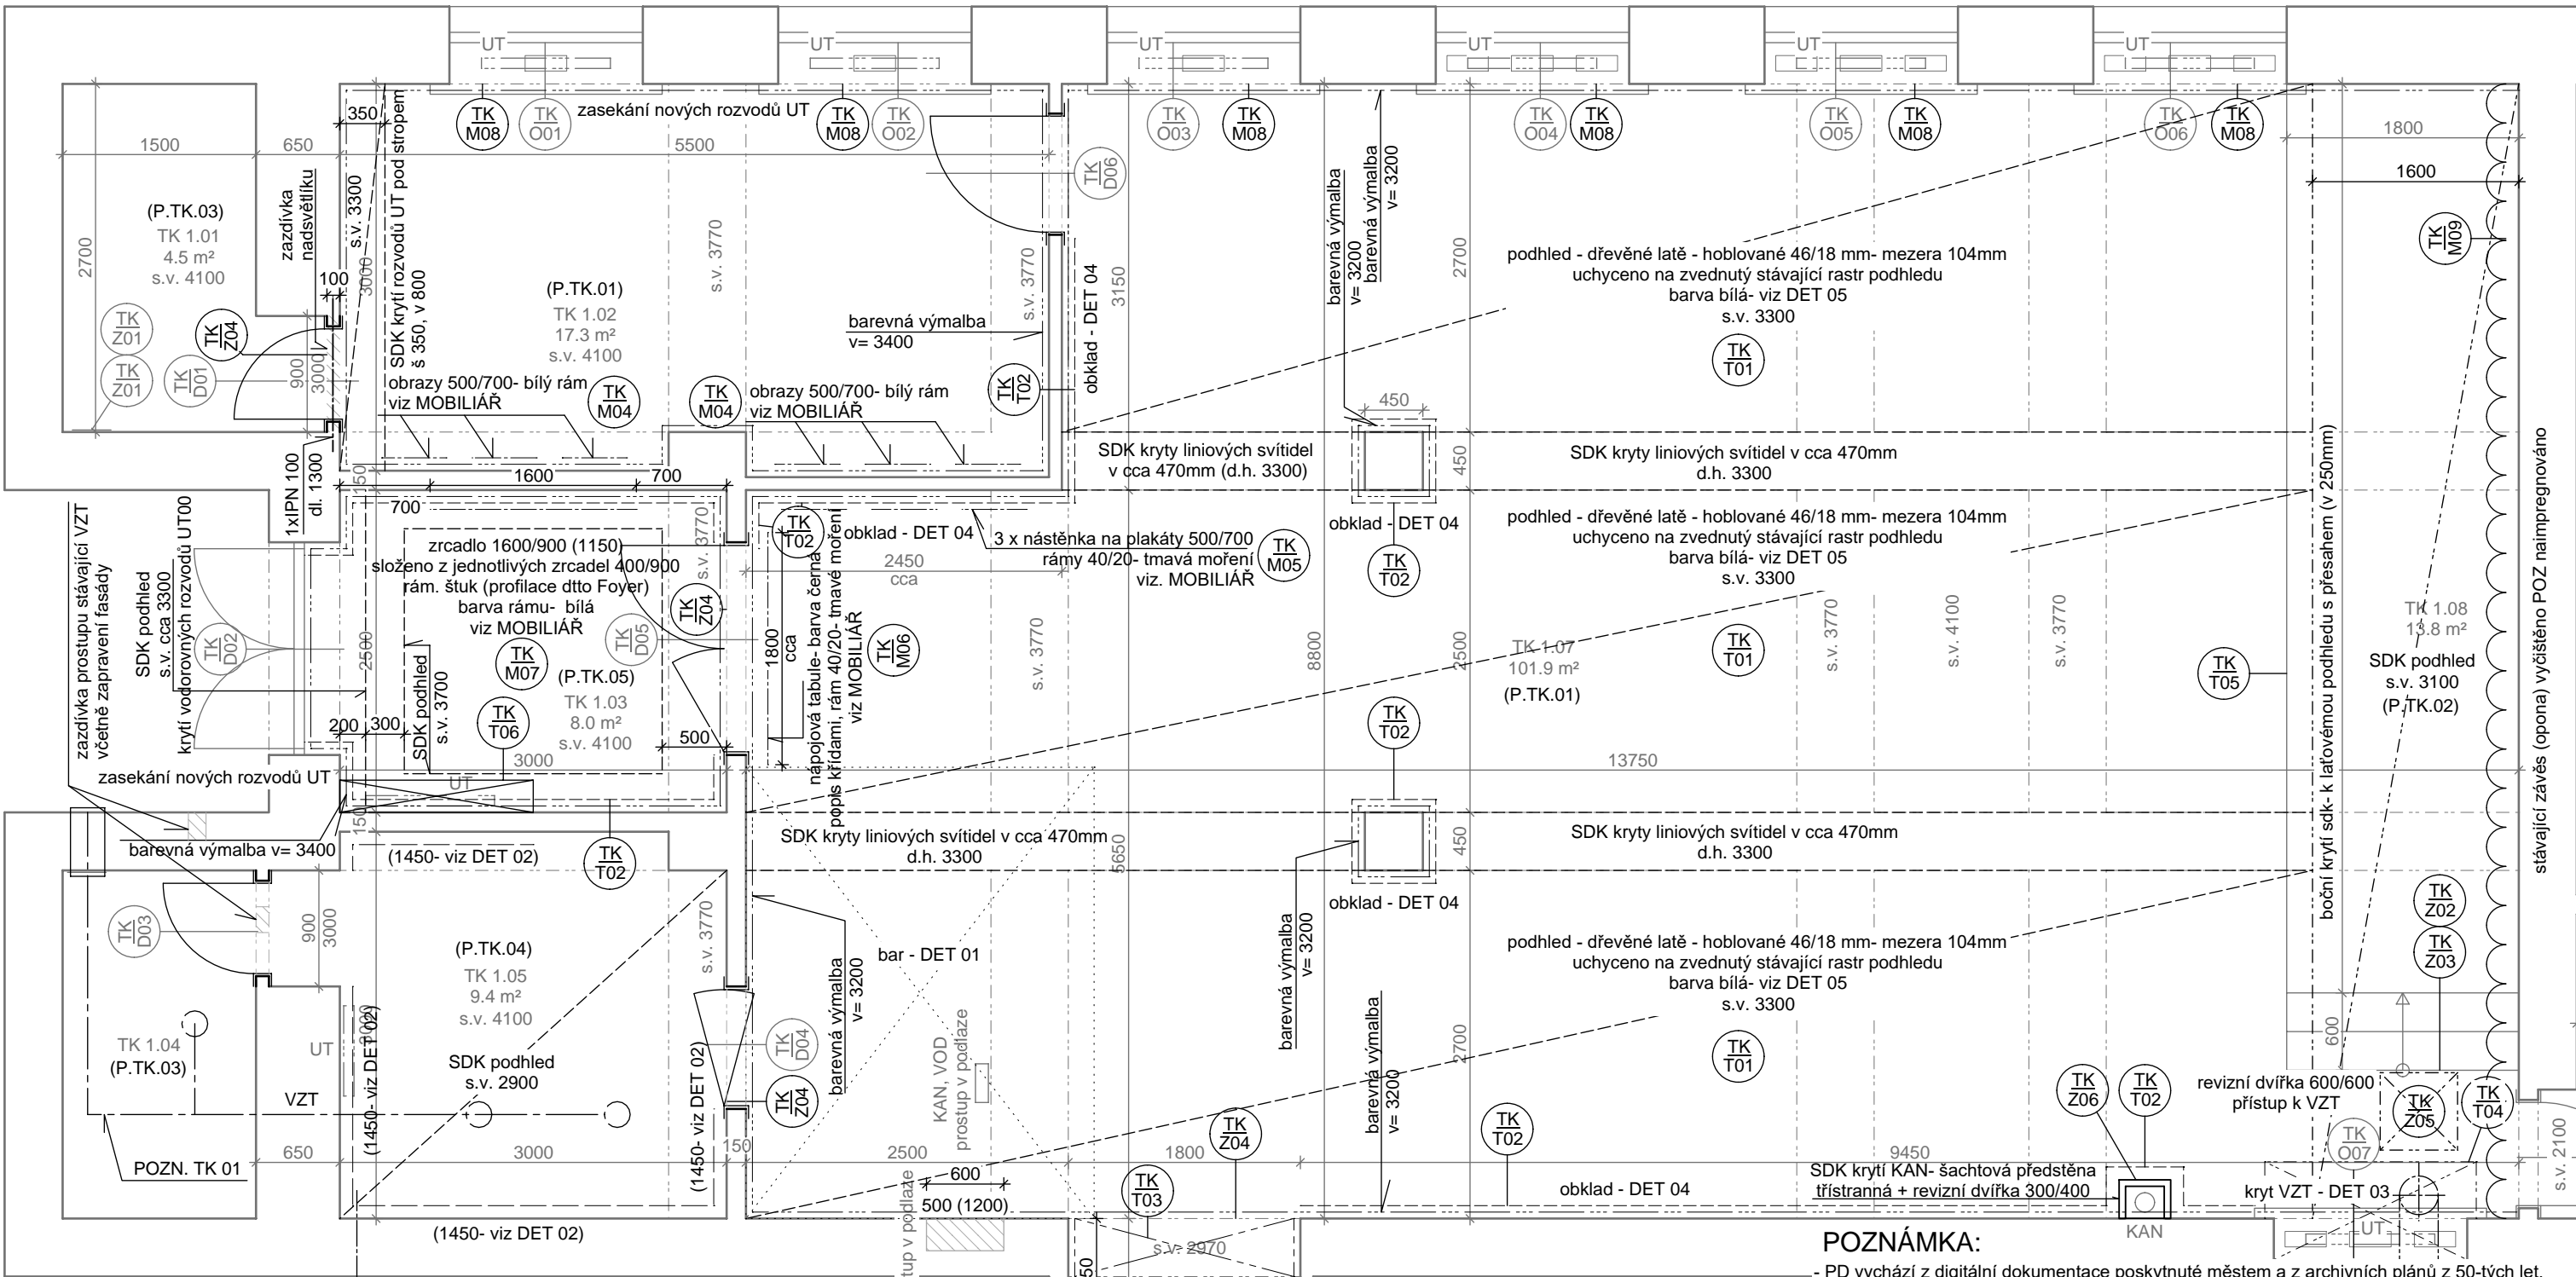 UT
UT
UT
UT
UT
UT
TK
M08
TK
O01
zasekání nových rozvodů UT
TK
M08
TK
O02
TK
O03
TK
M08
TK
O04
TK
M08
TK
O05
TK
M08
TK
O06
TK
M08
350
1500
650
5500
1800
1600
TK
D06
TK
M09
(P.TK.03)
TK 1.01
4.5 m²
s.v. 4100
2700
zazdívka
nadsvětlíku
s.v. 3300
3000
SDK krytí rozvodů UT pod stropem
š 350, v 800
100
TK
Z01
TK
Z01
TK
D01
TK
Z04
900
3000
(P.TK.01)
TK 1.02
17.3 m²
s.v. 4100
s.v. 3770
s.v. 3770
barevná výmalba
v= 3400
obklad - DET 04
3150
barevná výmalba
v= 3200
barevná výmalba
v= 3200
2700
podhled - dřevěné latě - hoblované 46/18 mm- mezera 104mm
uchyceno na zvednutý stávající rastr podhledu
barva bílá- viz DET 05
s.v. 3300
TK
T01
obrazy 500/700- bílý rám
viz MOBILIÁŘ
TK
M04
TK
M04
obrazy 500/700- bílý rám
viz MOBILIÁŘ
TK
T02
450
SDK kryty liniových svítidel
v cca 470mm (d.h. 3300)
450
SDK kryty liniových svítidel v cca 470mm
d.h. 3300
1xIPN 100
dl. 1300
150
1600
700
700
zazdívka prostupu stávající VZT
včetně zapravení fasády
SDK podhled
s.v. cca 3300
krytí vodorovných rozvodů UT00
TK
D02
2500
zrcadlo 1600/900 (1150)
složeno z jednotlivých zrcadel 400/900
rám. štuk (profilace dtto Foyer)
barva rámu- bílá
viz MOBILIÁŘ
TK
M07
TK
D05
TK
Z04
s.v. 3770
TK
T02
obklad - DET 04
3 x nástěnka na plakáty 500/700
rámy 40/20- tmavá moření
viz. MOBILIÁŘ
TK
M05
2450
cca
obklad - DET 04
TK
T02
podhled - dřevěné latě - hoblované 46/18 mm- mezera 104mm
uchyceno na zvednutý stávající rastr podhledu
barva bílá- viz DET 05
s.v. 3300
1800
cca
nápojová tabule- barva černá
popis křídami, rám 40/20- tmavé moření
viz MOBILIÁŘ
TK
M06
s.v. 3770
8800
2500
TK 1.07
101.9 m²
(P.TK.01)
TK
T01
s.v. 3770
s.v. 4100
s.v. 3770
TK
T05
boční krytí sdk- k laťovému podhledu s přesahem (v 250mm)
TK 1.08
13.8 m²
SDK podhled
s.v. 3100
(P.TK.02)
stávající závěs (opona) vyčištěno POZ naimpregnováno
(P.TK.05)
TK 1.03
8.0 m²
s.v. 4100
TK
T06
SDK podhled
s.v. 3700
200
300
500
3000
UT
TK
T02
13750
zasekání nových rozvodů UT
barevná výmalba v= 3400
150
(1450- viz DET 02)
TK
T02
SDK kryty liniových svítidel v cca 470mm
d.h. 3300
5650
450
SDK kryty liniových svítidel v cca 470mm
d.h. 3300
obklad - DET 04
TK
D03
900
3000
(P.TK.04)
TK 1.05
9.4 m²
s.v. 4100
s.v. 3770
barevná výmalba
v= 3200
bar - DET 01
barevná výmalba
v= 3200
podhled - dřevěné latě - hoblované 46/18 mm- mezera 104mm
uchyceno na zvednutý stávající rastr podhledu
barva bílá- viz DET 05
s.v. 3300
TK
T01
TK
Z02
TK
Z03
TK 1.04
(P.TK.03)
UT
3000
(1450- viz DET 02)
SDK podhled
s.v. 2900
VZT
(1450- viz DET 02)
TK
D04
TK
Z04
KAN, VOD
prostup v podlaze
barevná výmalba
v= 3200
2700
600
TK
Z06
TK
T02
revizní dvířka 600/600
přístup k VZT
TK
Z05
TK
T04
TK
O07
s.v. 2100
TK
Z04
TK
T02
POZN. TK 01
650
3000
150
2500
1800
9450
600
500 (1200)
TK
T03
SDK krytí KAN- šachtová předstěna
třístranná + revizní dvířka 300/400
obklad - DET 04
kryt VZT - DET 03
(1450- viz DET 02)
tup v podlaze
50
s.v. 2970
KAN
UT
POZNÁMKA:
- PD vychází z digitální dokumentace poskytnuté městem a z archivních plánů z 50-tých let.